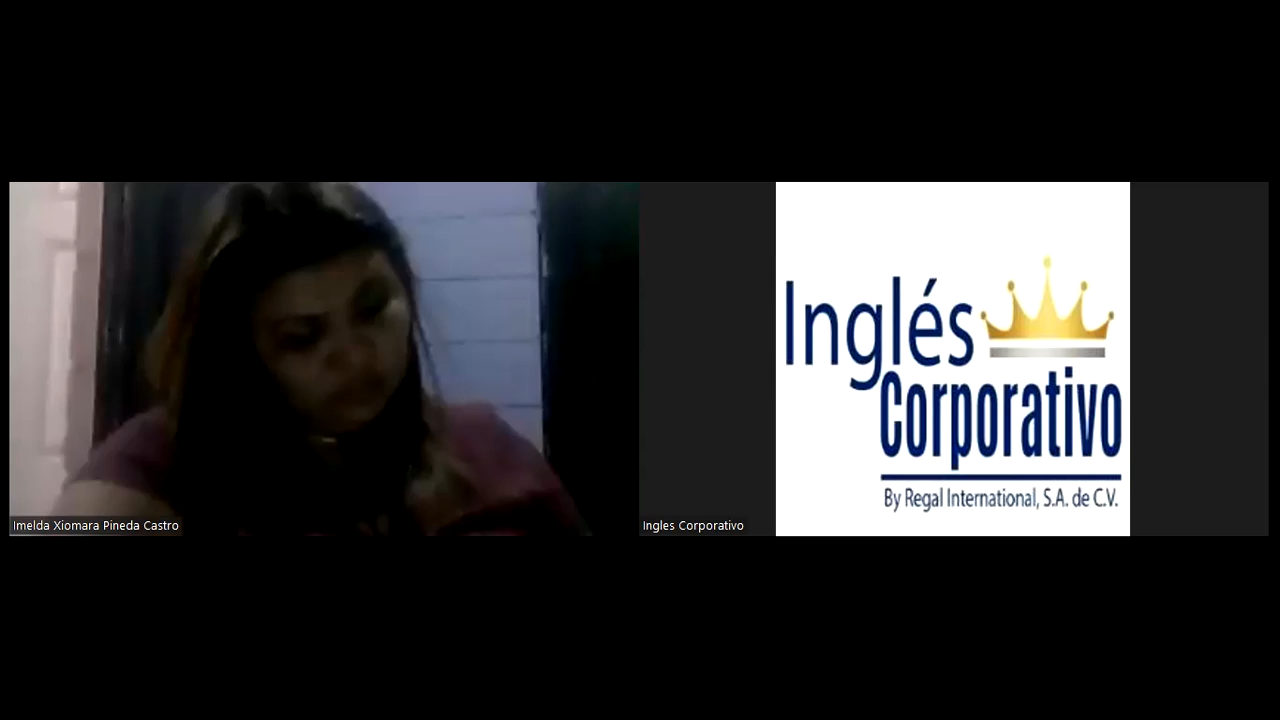 Inglés
Corporativo
By Regal International, S.A. de C.V.
Imelda Xiomara Pineda Castro
Ingles Corporativo